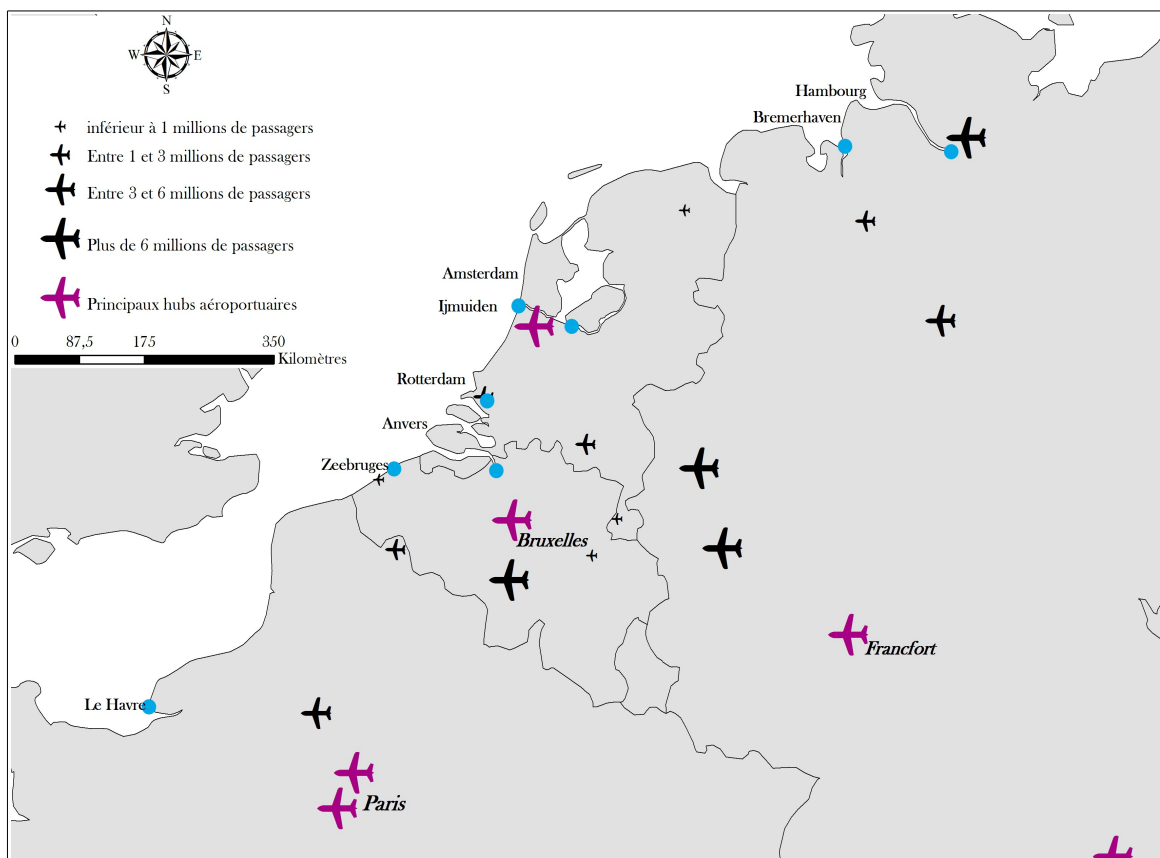 N
W E
S
inférieur à 1 millions de passagers
Entre 1 et 3 millions de passagers
Entre 3 et 6 millions de passagers
Plus de 6 millions de passagers
Principaux hubs aéroportuaires
0 87,5 175 350
Kilomètres
Hambourg
Bremerhaven
Amsterdam
Ijmuiden
Rotterdam
Anvers
Zeebruges
Bruxelles
Francfort
Le Havre
Paris